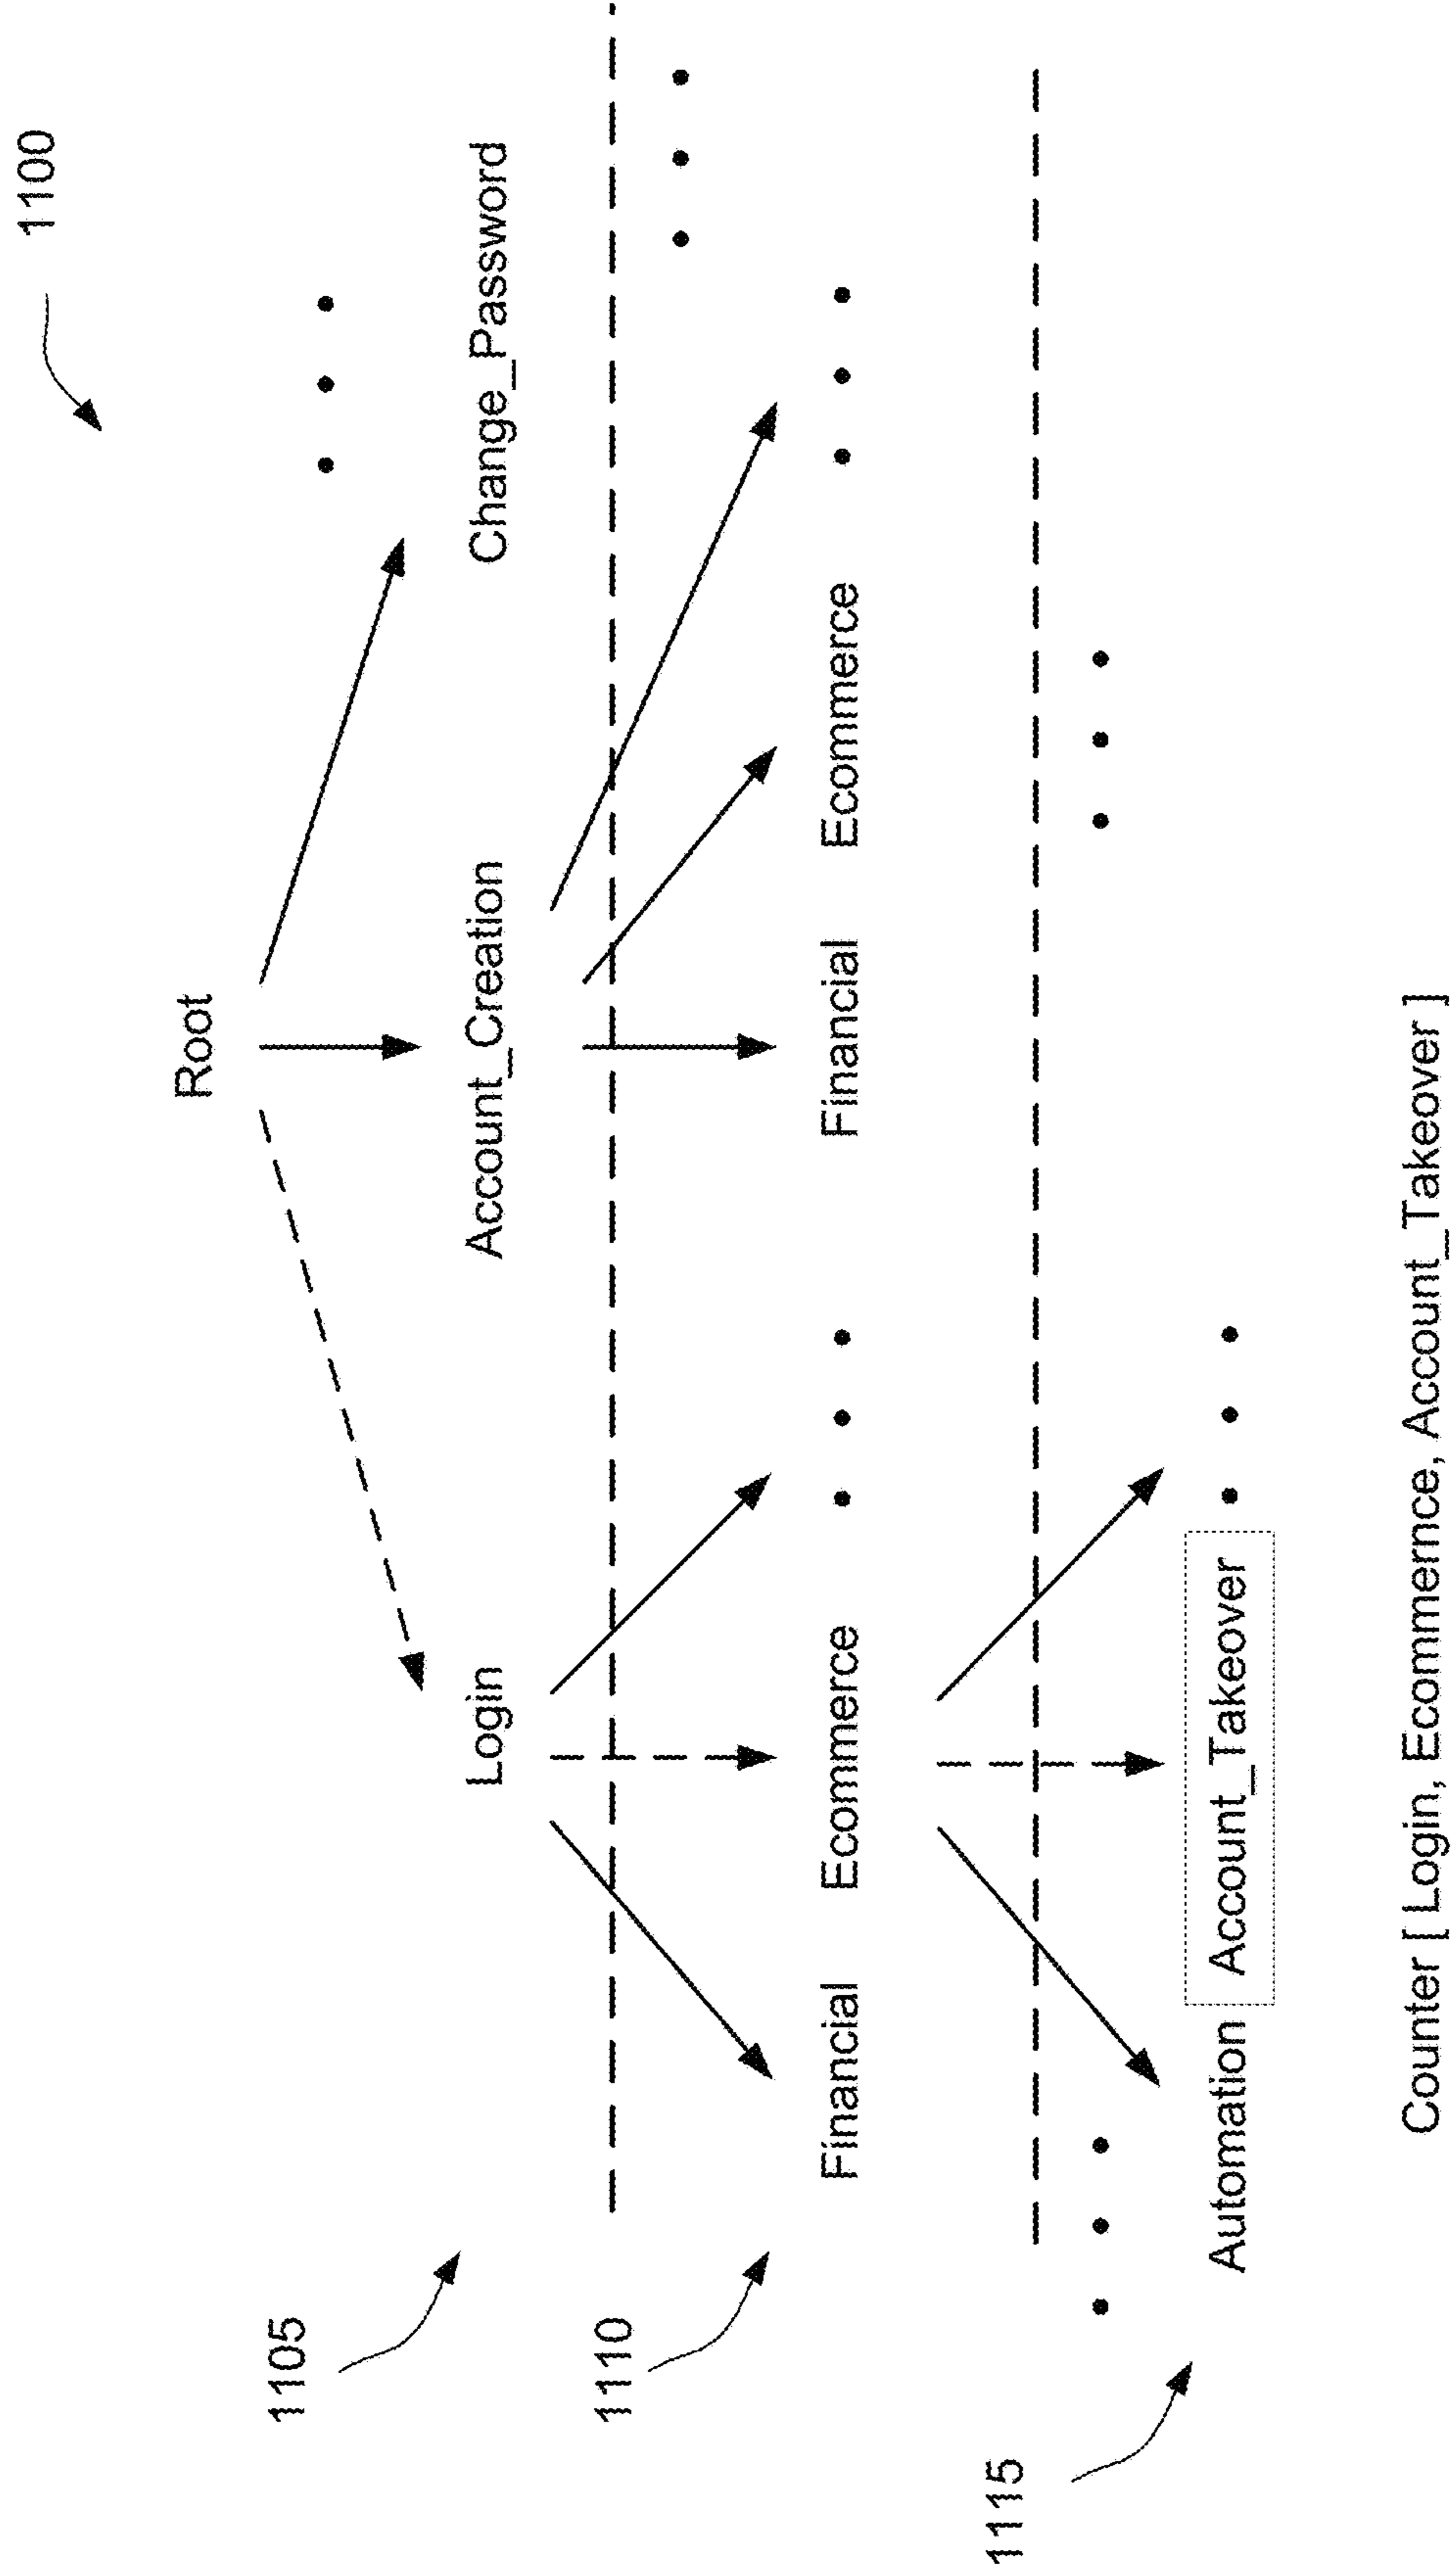 1100
Root
1105
Login Account_Creation Change_Password
1110
Financial Ecommerce Financial Ecommerce
1115
Automation Account_Takeover
Counter [ Login, Ecommernce, Account_Takeover ]